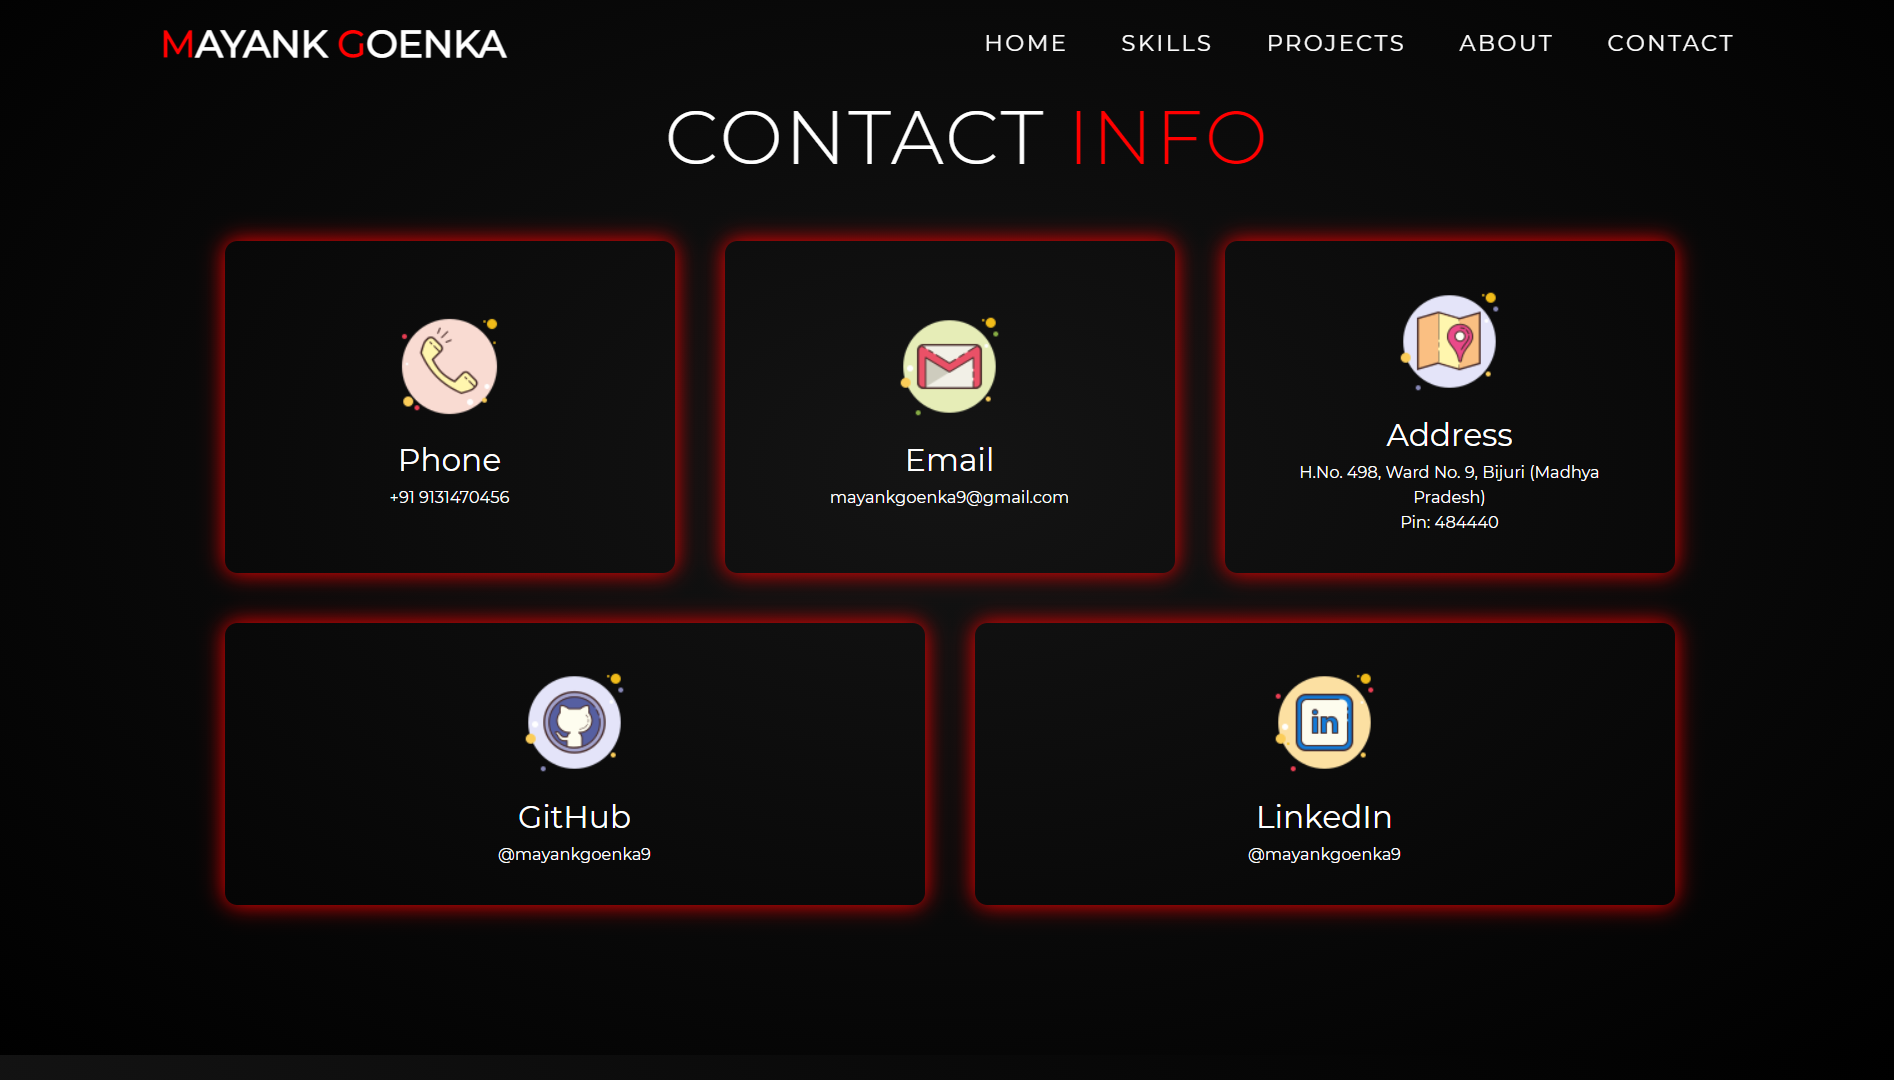 MAYANK GOENKA
HOME SKILLS PROJECTS ABOUT CONTACT
CONTACT INFO
Phone
+91 9131470456
Email
mayankgoenka9@gmail.com
Address
H.No. 498, Ward No. 9, Bijuri (Madhya
Pradesh)
Pin: 484440
GitHub
@mayankgoenka9
in
LinkedIn
@mayankgoenka9